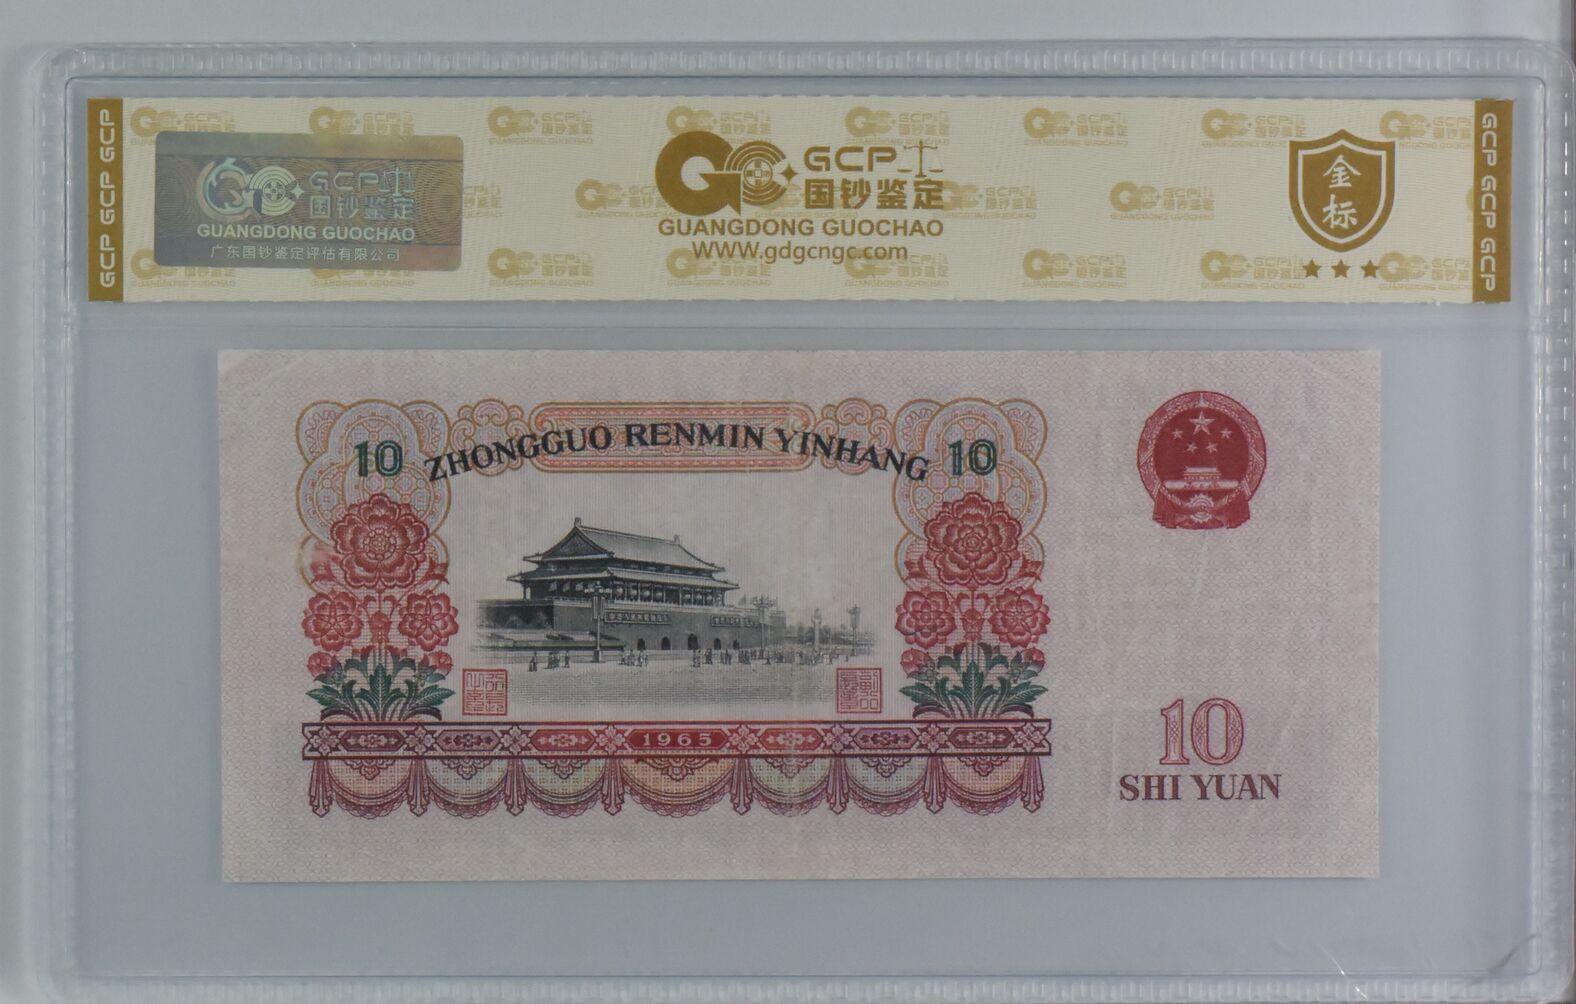 GCP GCP GCP
GCP
国钞鉴定
GUANGDONG GUOCHAO
广东国钞鉴定评估有限公司
GCP
国钞鉴定
GUANGDONG GUOCHAO
WWW.gdgcngc.com
金
标
GCP GCP GCP
10 ZHONGGUO RENMIN YINHANG 10
1965
10
SHI YUAN